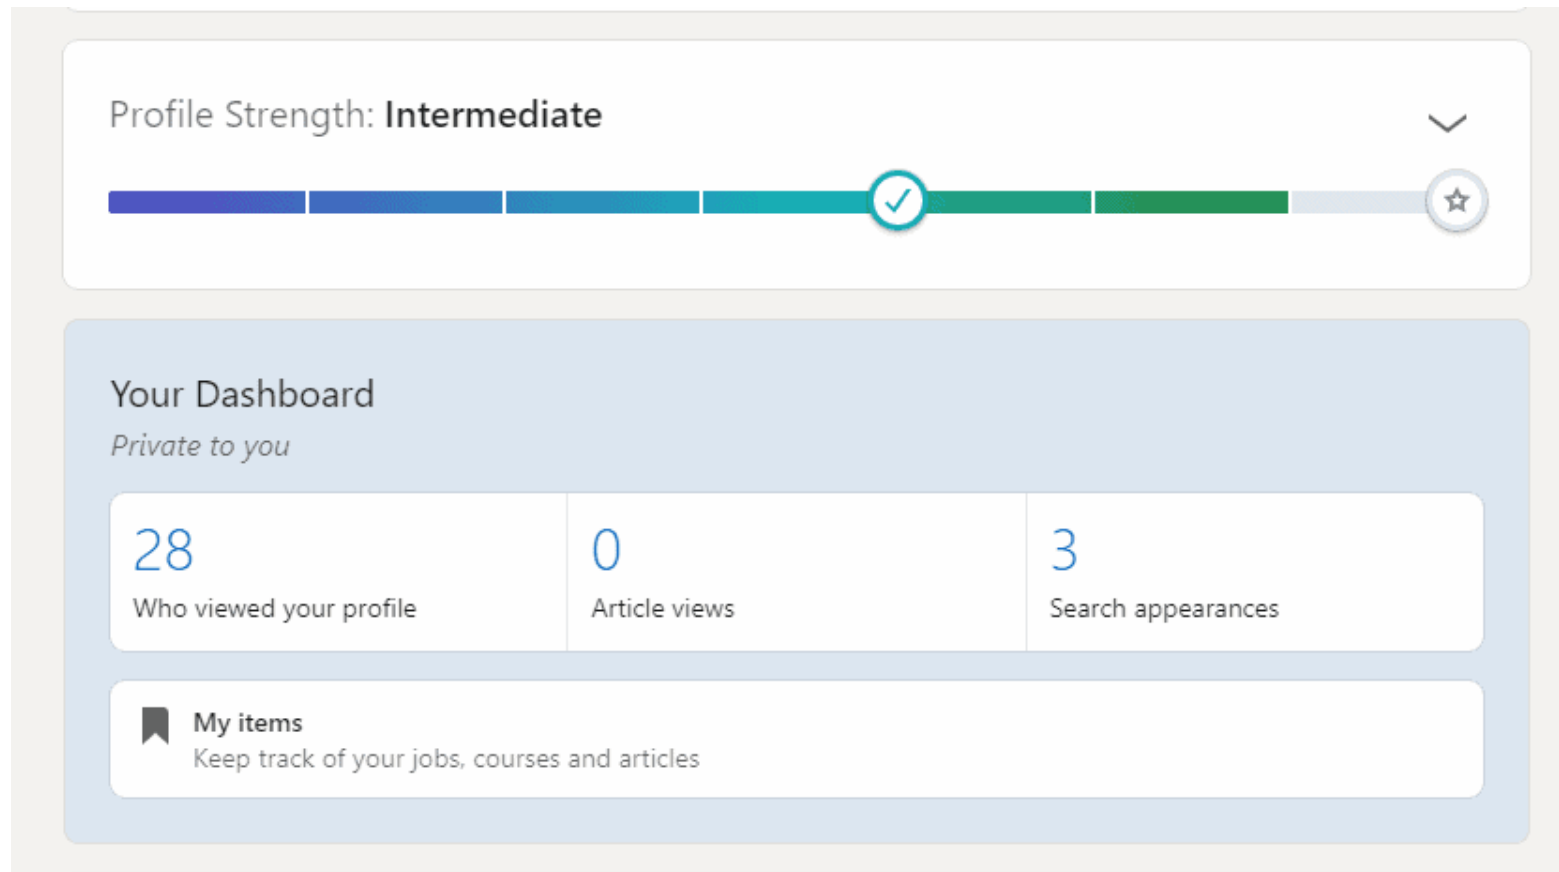 Profile Strength: Intermediate
Your Dashboard
Private to you
28
Who viewed your profile
0
Article views
3
Search appearances
My items
Keep track of your jobs, courses and articles